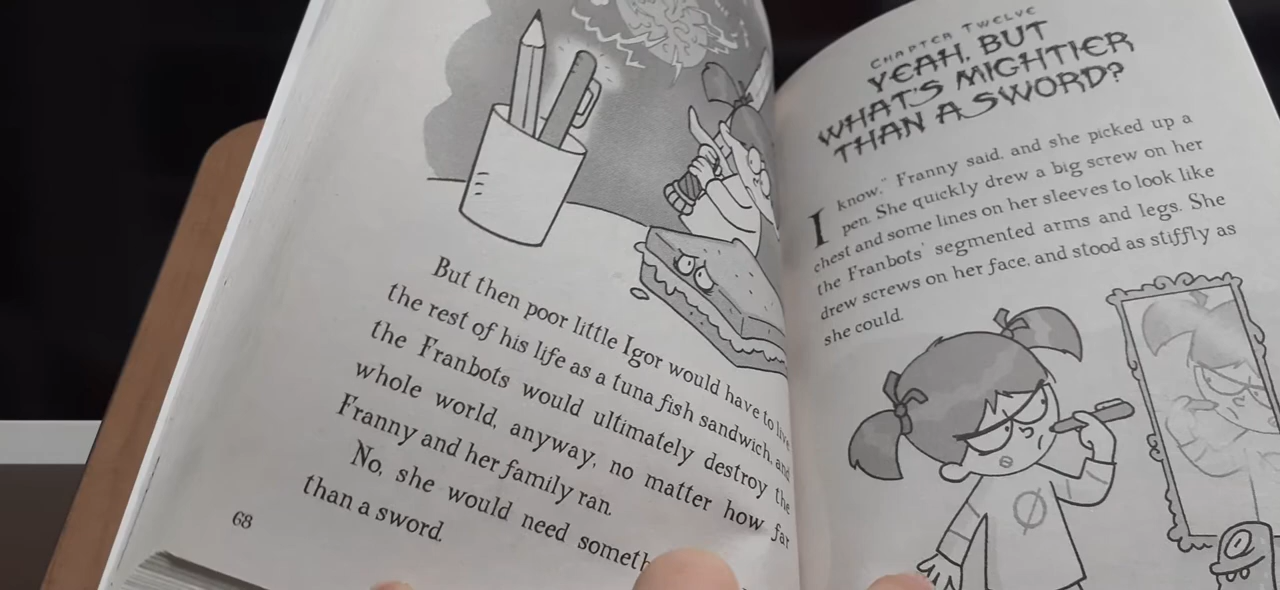 But then poor little Igor would have to live
the rest of his life as a tuna fish sandwich, and
the Franbots would ultimately destroy the
whole world, anyway, no matter how far
Franny and her family ran.
No, she would need
than a sword.
68
CHAPTER TWELVE
YEAH, BUT
WHAT'S MIGHTIER
THAN A SWORD?
I know," Franny said, and she picked up a
pen. She quickly drew a big screw on her
chest and some lines on her sleeves to look like
the Franbots' segmented arms and legs. She
drew screws on her face, and stood as stiffly as
she could.